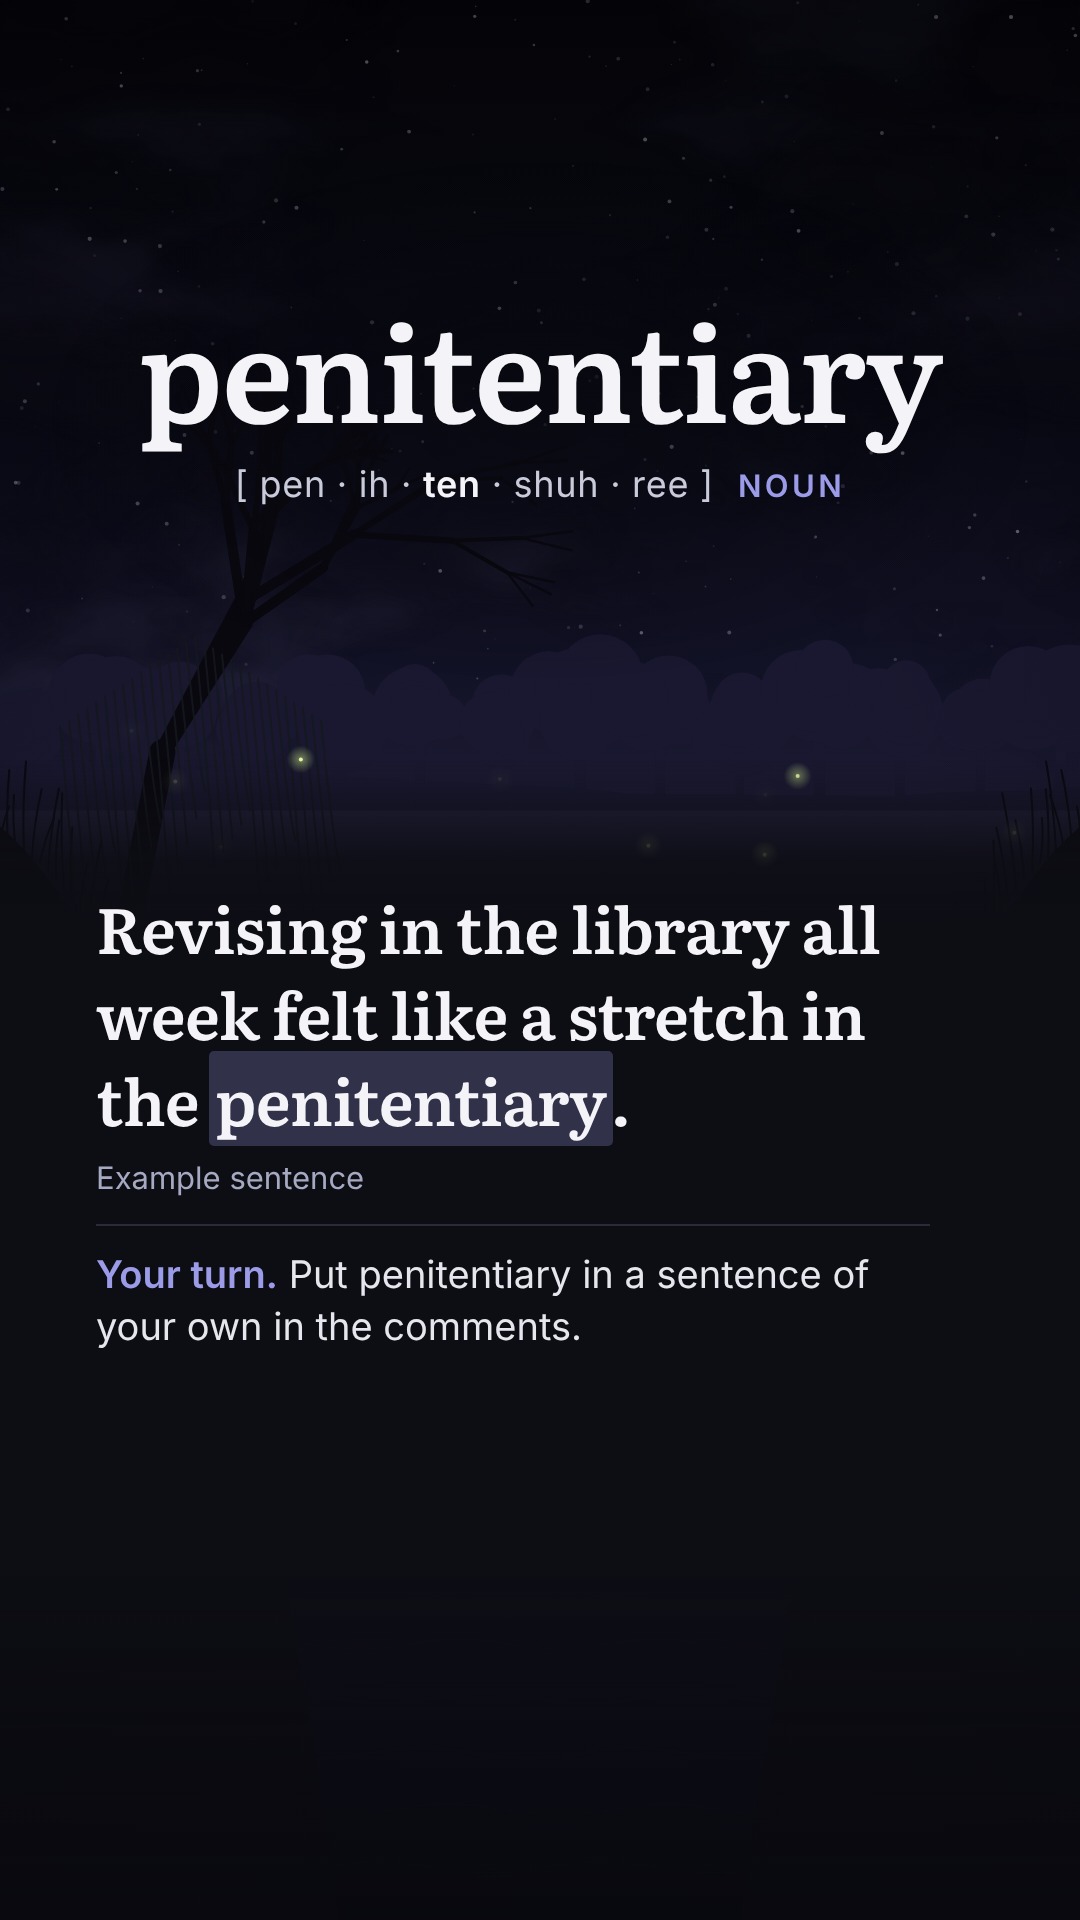 penitentiary
[ pen · ih · ten · shuh · ree ] NOUN
Revising in the library all
week felt like a stretch in
the penitentiary.
Example sentence
Your turn. Put penitentiary in a sentence of
your own in the comments.